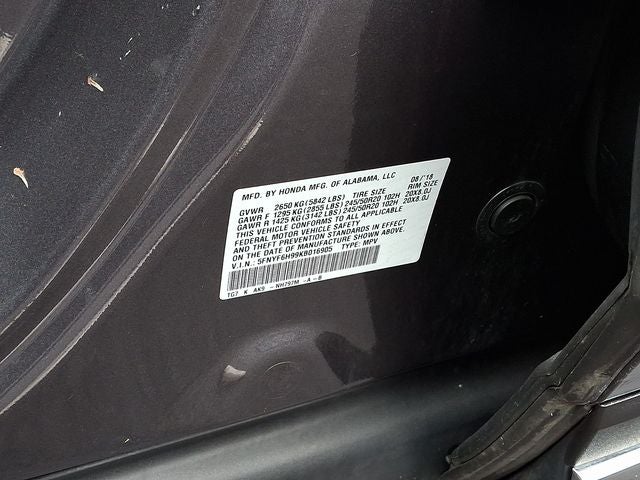 MFD. BY HONDA MFG. OF ALABAMA, LLC 08/'18
GVWR 2650 KG(5842 LBS) TIRE SIZE RIM SIZE
GAWR F 1295 KG(2855 LBS) 245/50R20 102H 20X8.0J
GAWR R 1425 KG(3142 LBS) 245/50R20 102H 20X8.0J
THIS VEHICLE CONFORMS TO ALL APPLICABLE
FEDERAL MOTOR VEHICLE SAFETY
AND THEFT PREVENTION STANDARDS IN EFFECT
ON THE DATE OF MANUFACTURE SHOWN ABOVE.
V.I.N.: 5FNYF6H99KB016905 TYPE: MPV
TG7 K AK9 -NH797M -A -B